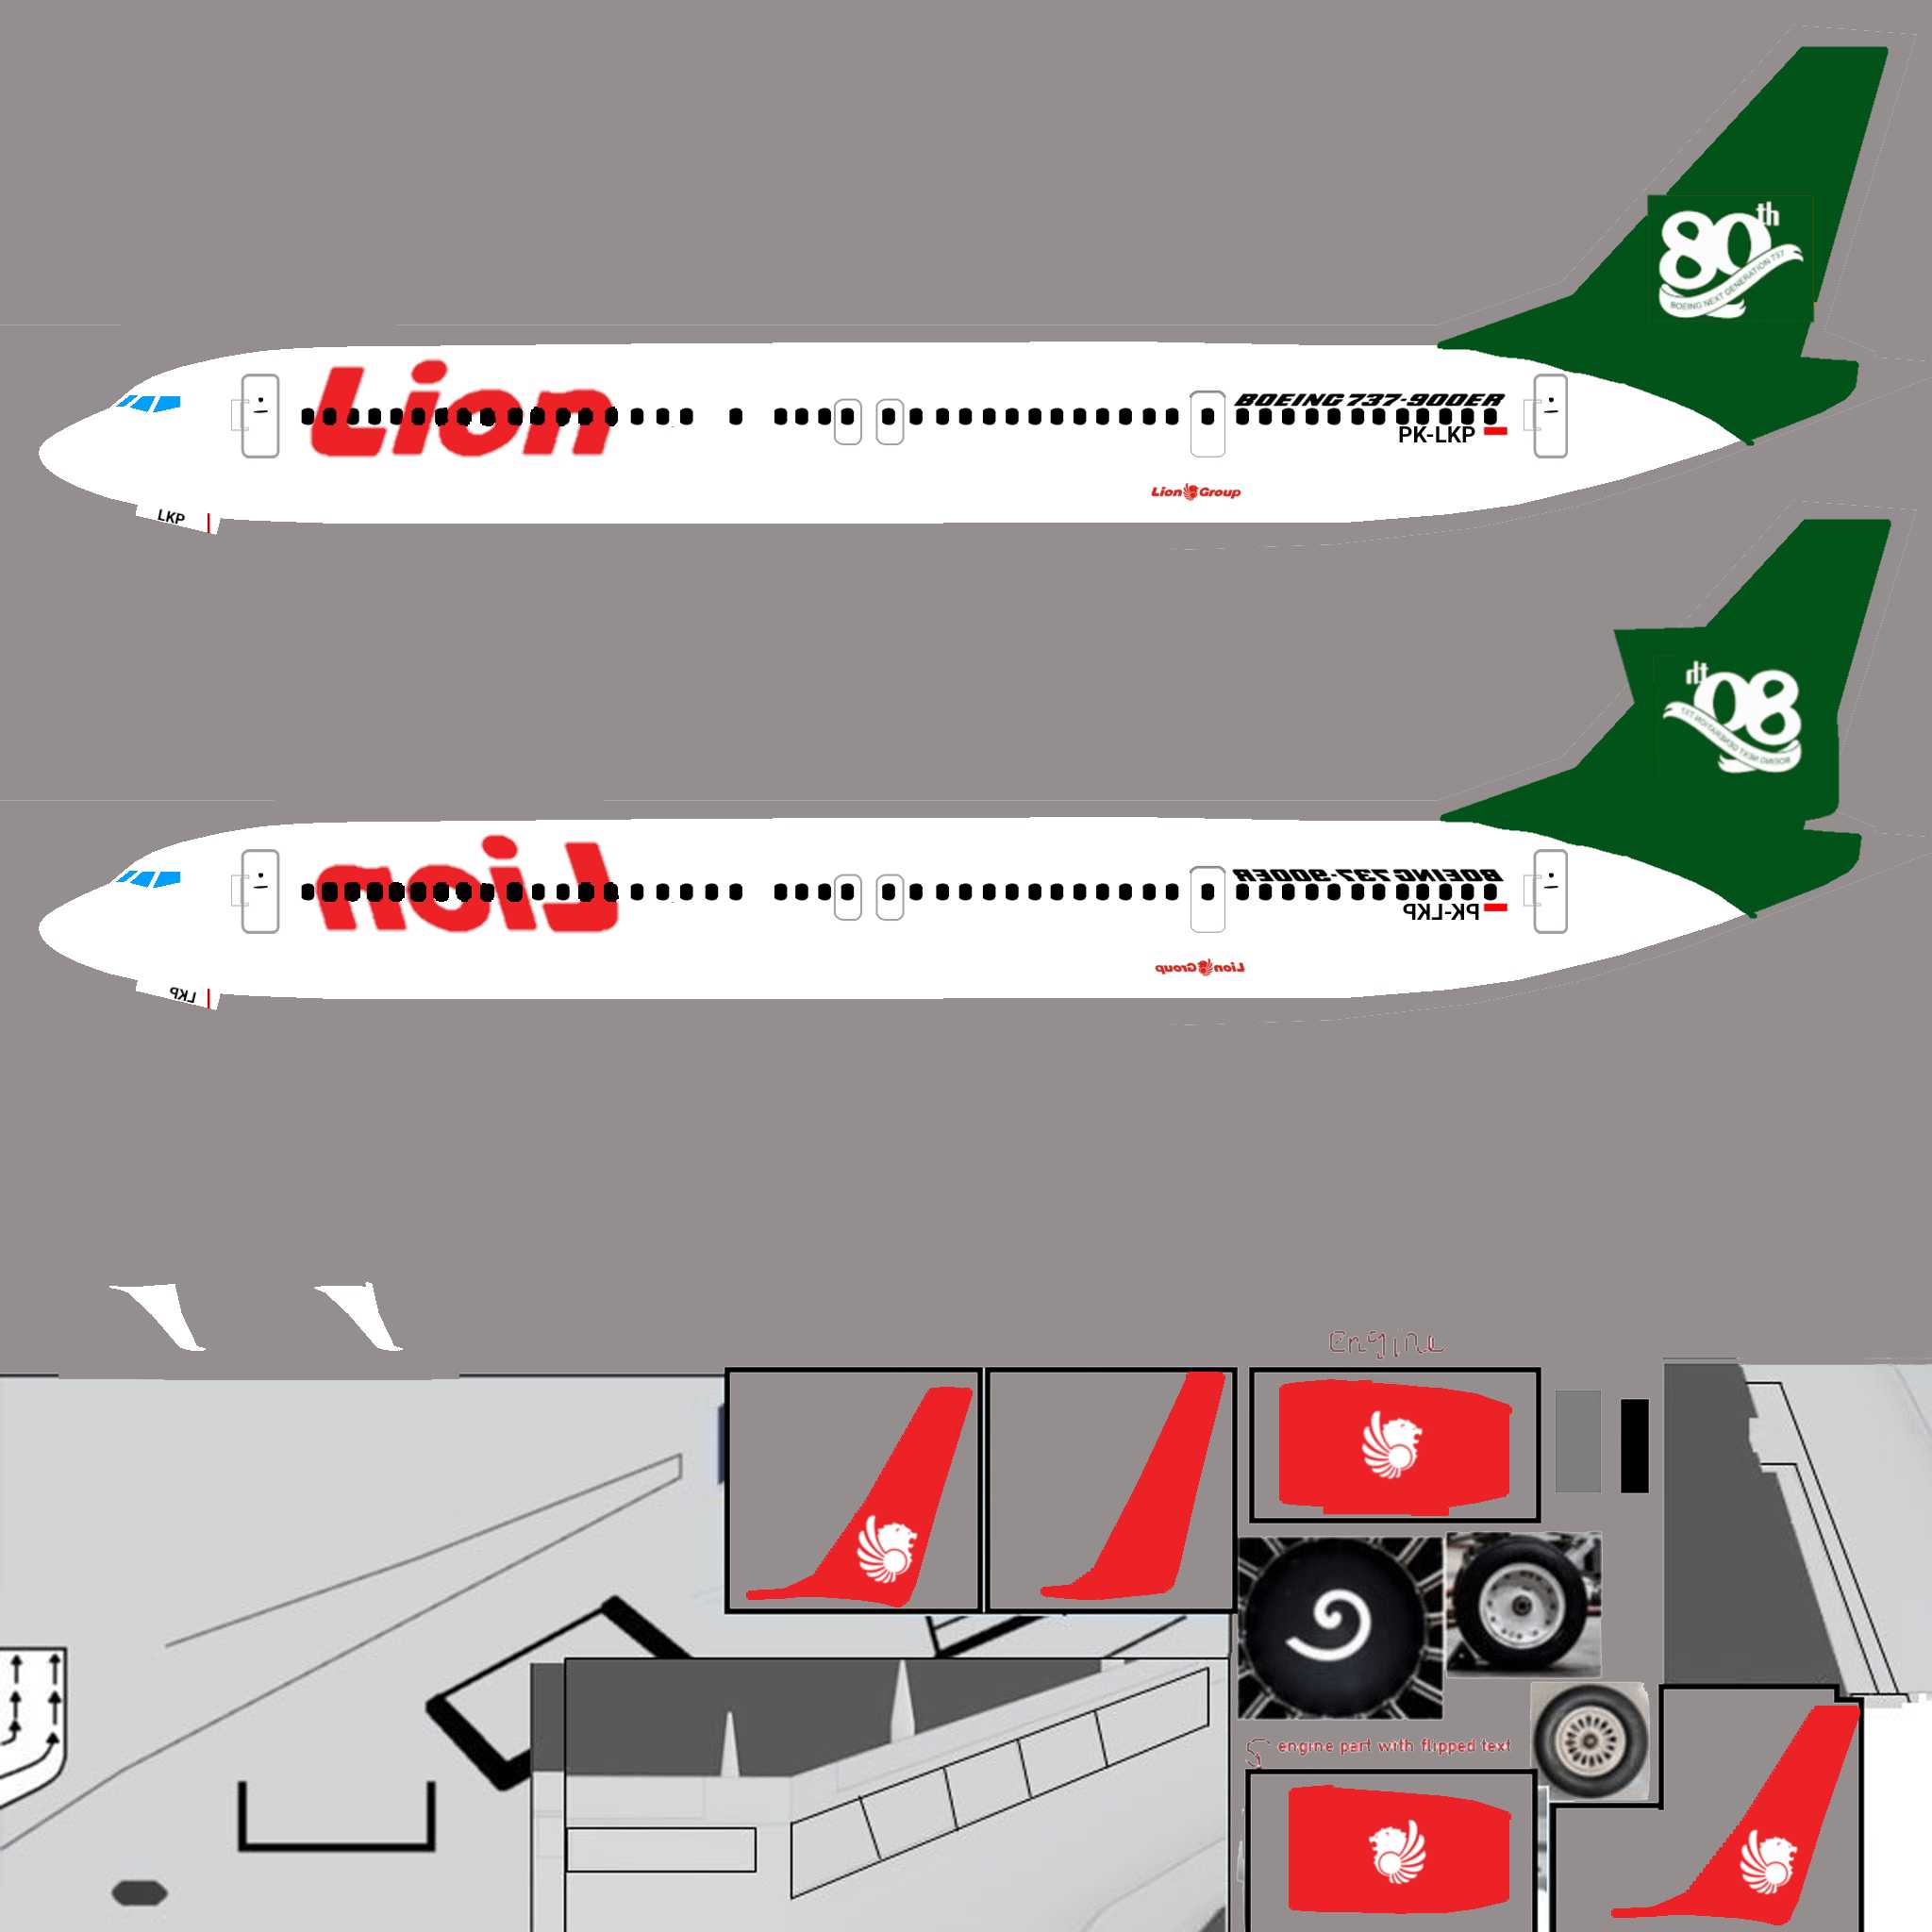 80th
BOEING NEXT GENERATION 737
Lion
BOEING 737-900ER
PK-LKP
Lion Group
LKP
80th
BOEING NEXT GENERATION 737
Lion
BOEING 737-900ER
PK-LKP
Lion Group
LKP
Engine
engine part with flipped text